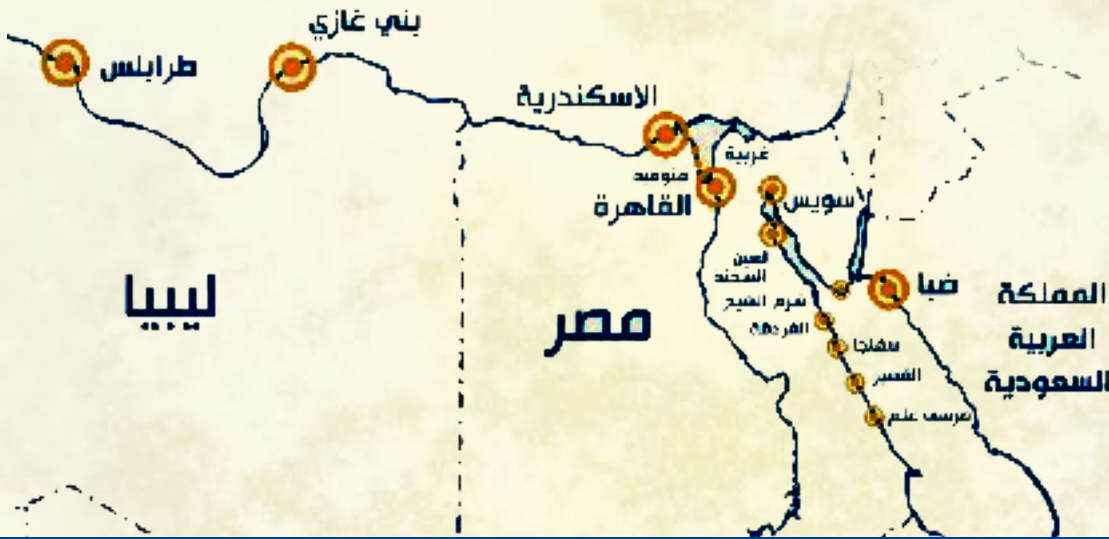 بني غازي
طرابلس
الاسكندرية
غربية
منوفية
القاهرة
سويس
العين
السخنة
شرم الشيخ
الغردقة
سفاجا
القصير
مرسى علم
ضبا
ليبيا
مصر
المملكة
العربية
السعودية